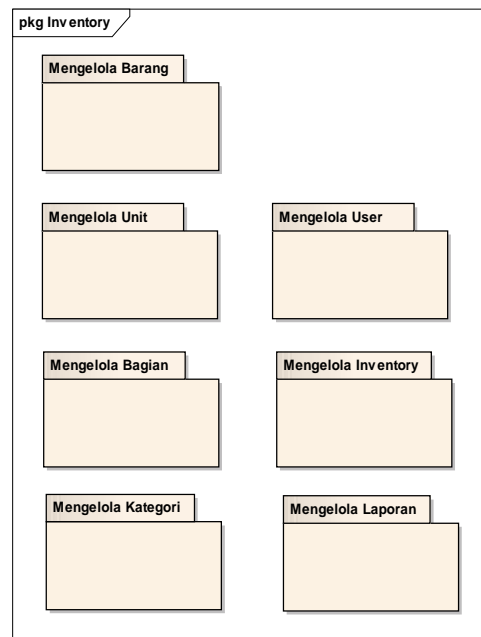 pkg Inventory
Mengelola Barang
Mengelola Unit
Mengelola User
Mengelola Bagian
Mengelola Inventory
Mengelola Kategori
Mengelola Laporan